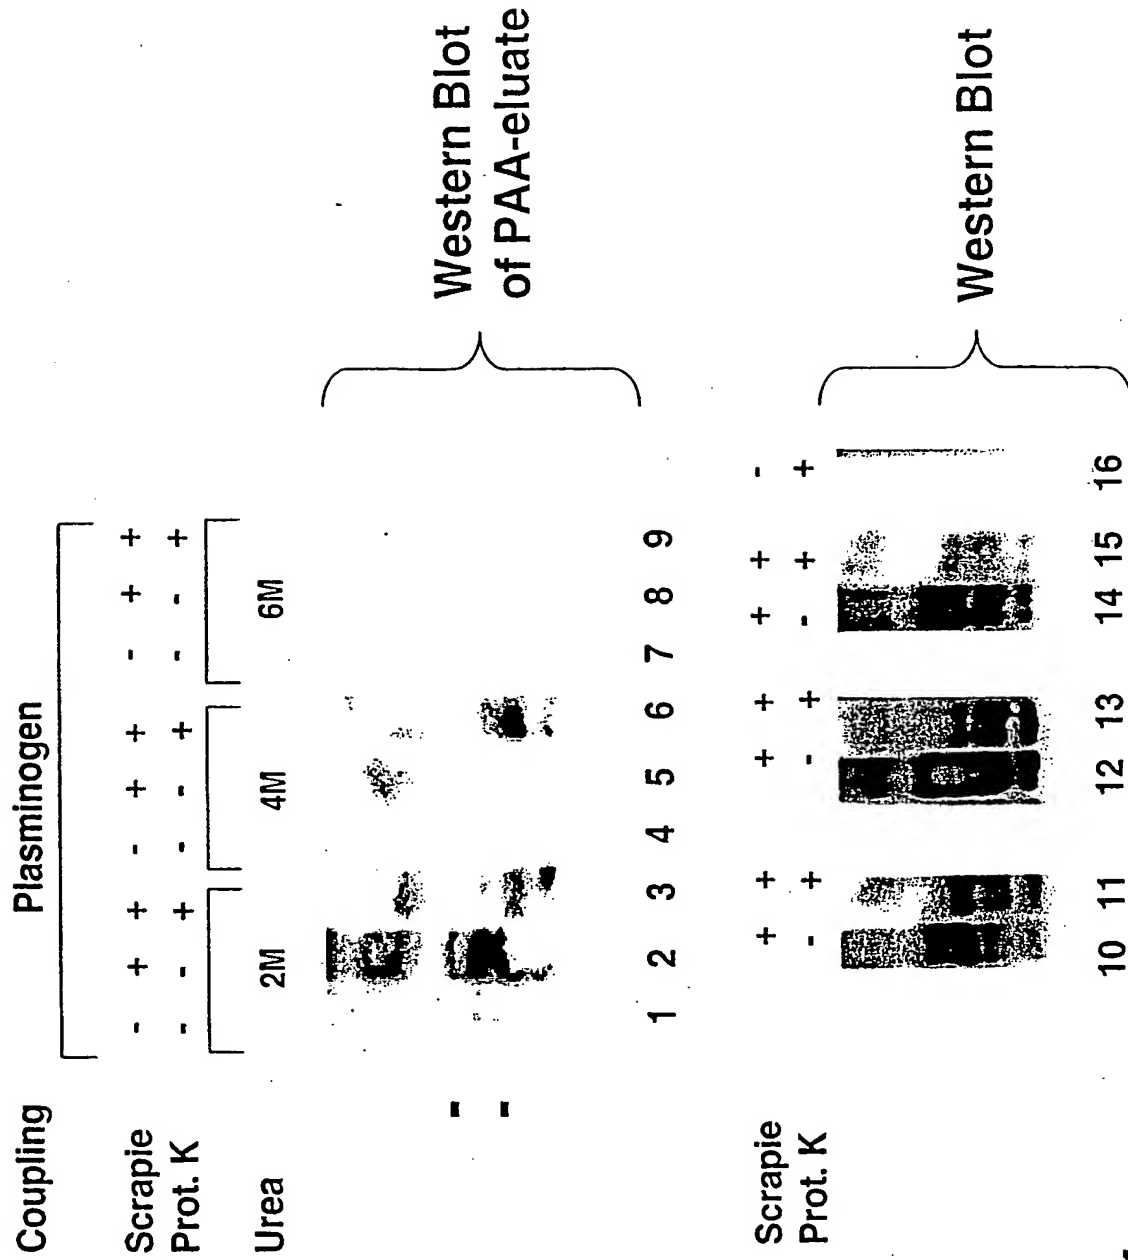 Coupling Plasminogen
Scrapie - + + - + + - + +
Prot. K - - + - - + - - +
Urea 2M 4M 6M
Western Blot
of PAA-eluate
1 2 3 4 5 6 7 8 9
Scrapie + + + + + + -
Prot. K - + - + - + +
Western Blot
10 11 12 13 14 15 16